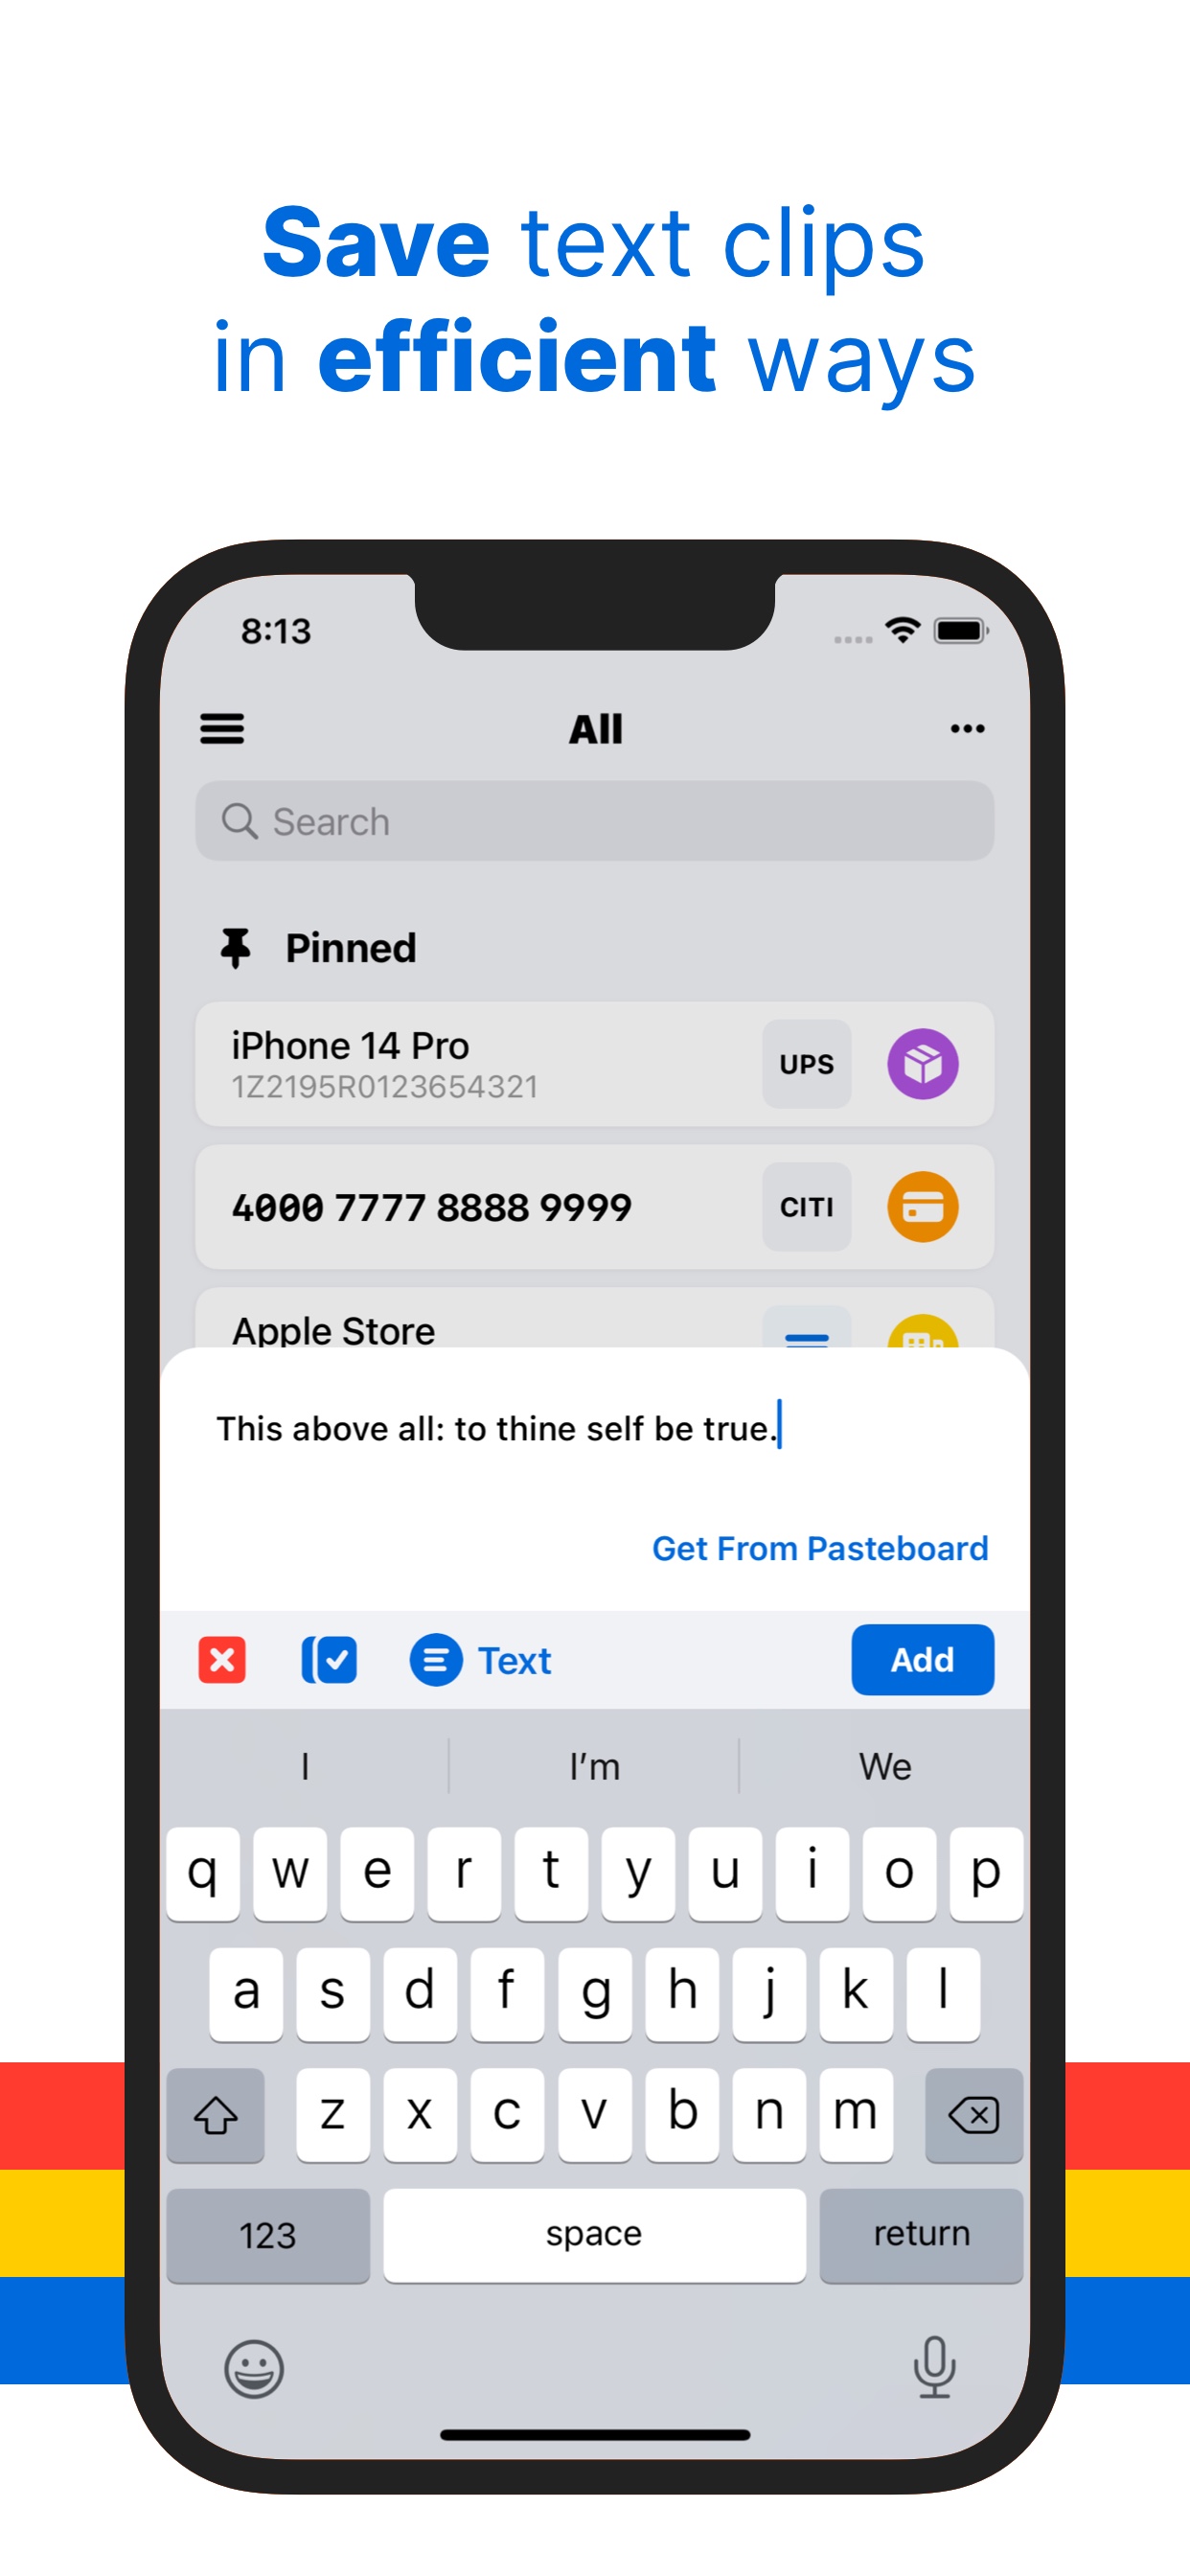 Save text clips
in efficient ways
8:13
All
Search
Pinned
iPhone 14 Pro
1Z2195R0123654321
UPS
4000 7777 8888 9999
CITI
Apple Store
This above all: to thine self be true.
Get From Pasteboard
Text
Add
I
I’m
We
q w e r t y u i o p
a s d f g h j k l
z x c v b n m
123
space
return